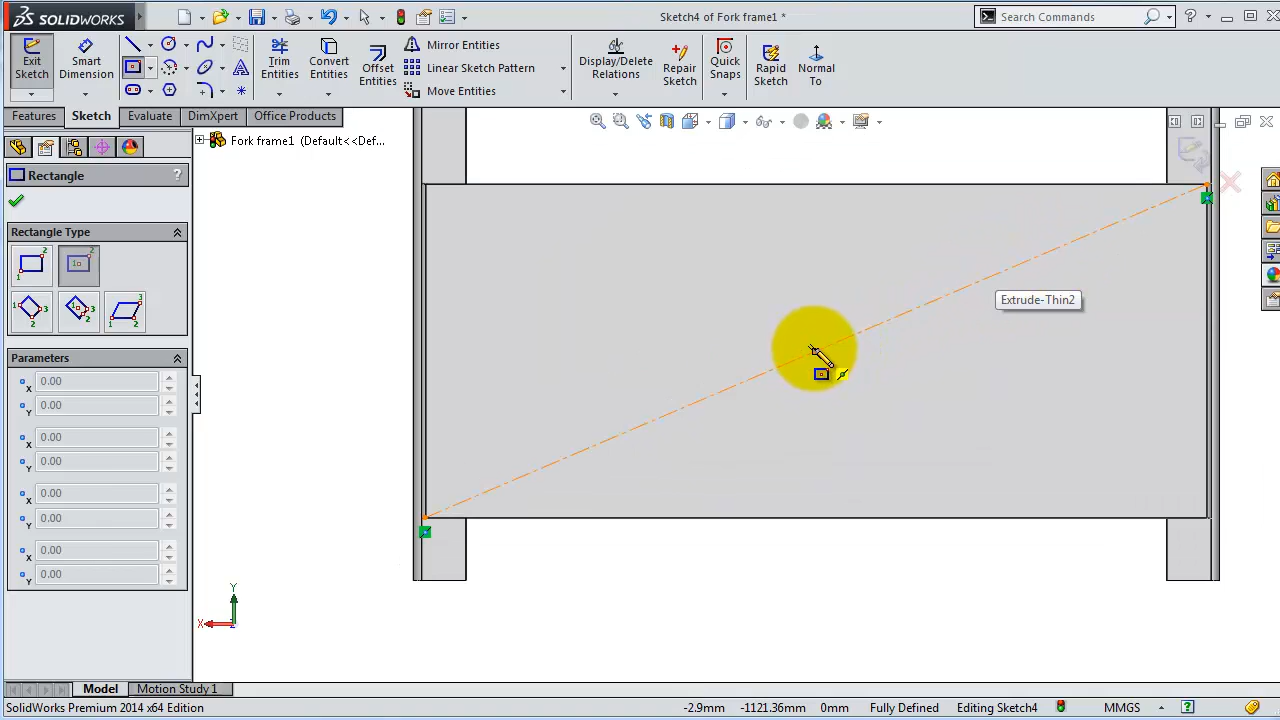 SOLIDWORKS
Sketch4 of Fork frame1 *
Search Commands
Exit Sketch
Smart Dimension
Trim Entities
Convert Entities
Offset Entities
Mirror Entities
Linear Sketch Pattern
Move Entities
Display/Delete Relations
Repair Sketch
Quick Snaps
Rapid Sketch
Normal To
Features
Sketch
Evaluate
DimXpert
Office Products
Fork frame1 (Default<<Def...
Rectangle
?
Rectangle Type
Parameters
X 0.00
Y 0.00
X 0.00
Y 0.00
X 0.00
Y 0.00
X 0.00
Y 0.00
Extrude-Thin2
Y
X
Model
Motion Study 1
SolidWorks Premium 2014 x64 Edition
-2.9mm
-1121.36mm
0mm
Fully Defined
Editing Sketch4
MMGS
?